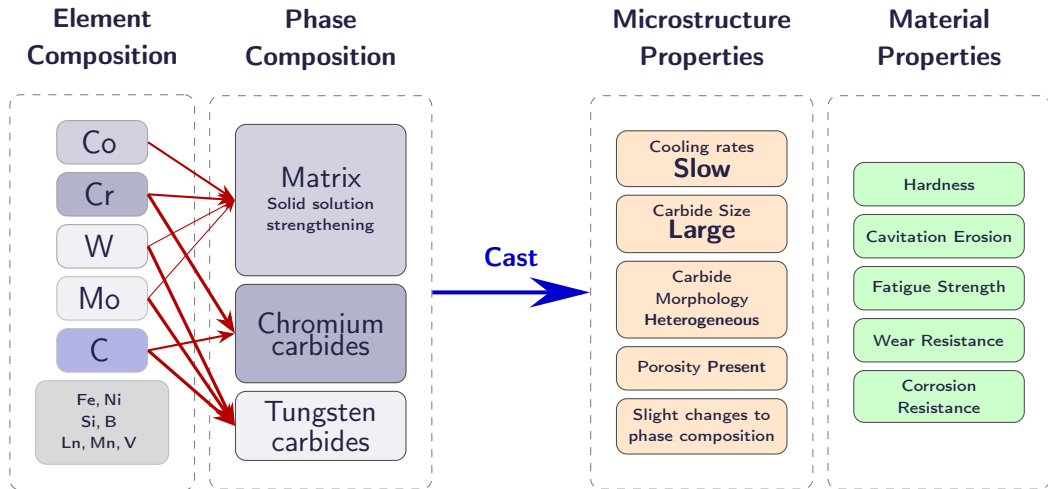 Element
Composition
Phase
Composition
Microstructure
Properties
Material
Properties
Co
Cr
W
Mo
C
Fe, Ni
Si, B
Ln, Mn, V
Matrix
Solid solution
strengthening
Chromium
carbides
Tungsten
carbides
Cast
Cooling rates
Slow
Carbide Size
Large
Carbide
Morphology
Heterogeneous
Porosity Present
Slight changes to
phase composition
Hardness
Cavitation Erosion
Fatigue Strength
Wear Resistance
Corrosion
Resistance